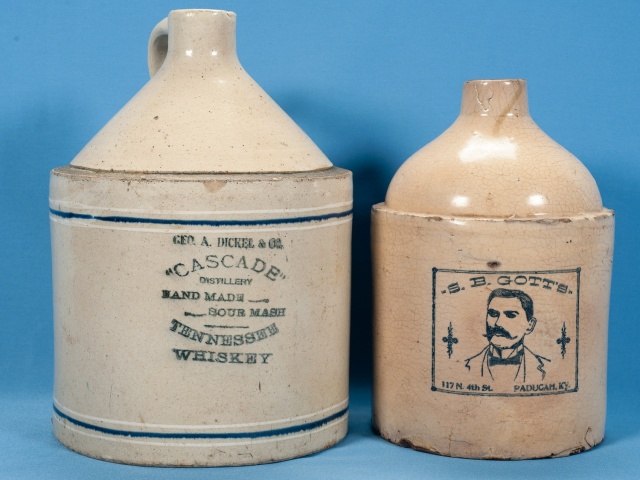 GEO. A. DICKEL & CO.
"CASCADE"
DISTILLERY
HAND MADE
SOUR MASH
TENNESSEE
WHISKEY
S. B. GOTT'S
117 N. 4th St. PADUCAH, KY.